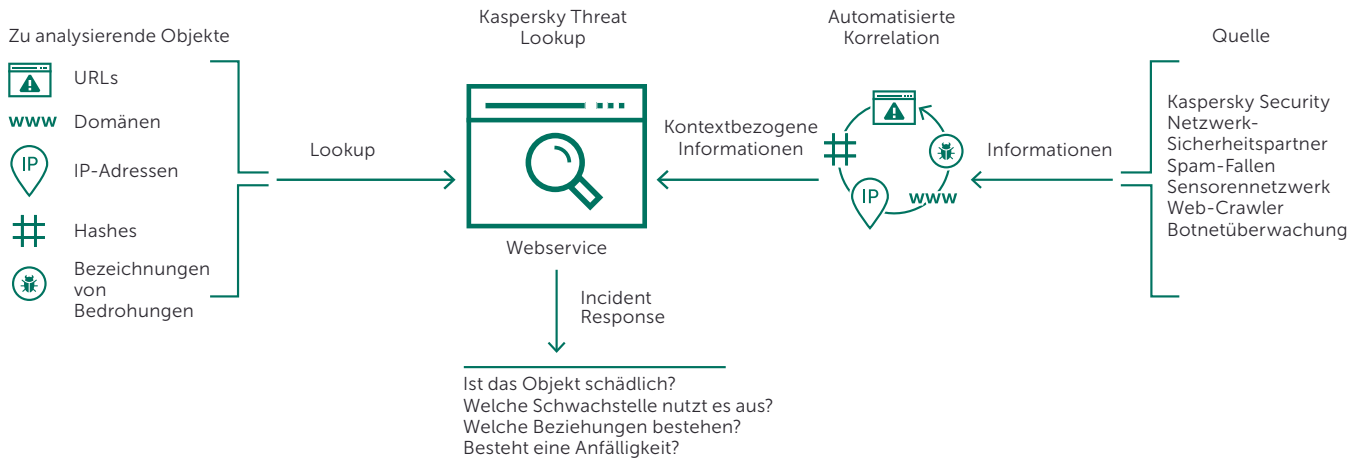 Zu analysierende Objekte
URLs
www Domänen
IP IP-Adressen
Hashes
Bezeichnungen
von
Bedrohungen
Lookup
Kaspersky Threat
Lookup
Webservice
Incident
Response
Ist das Objekt schädlich?
Welche Schwachstelle nutzt es aus?
Welche Beziehungen bestehen?
Besteht eine Anfälligkeit?
Kontextbezogene
Informationen
Automatisierte
Korrelation
IP
www
Informationen
Quelle
Kaspersky Security
Netzwerk-
Sicherheitspartner
Spam-Fallen
Sensorennetzwerk
Web-Crawler
Botnetüberwachung